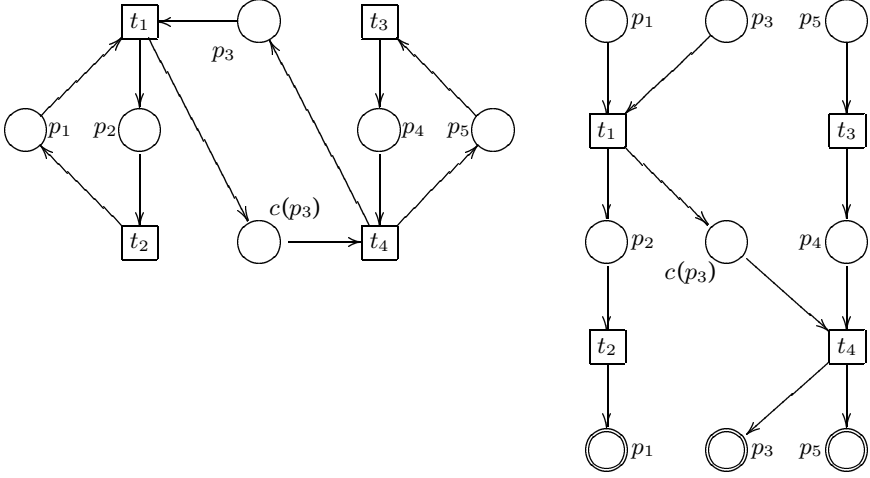 t₁ t₃ p₁ p₃ p₅
p₃
p₁ p₂ p₄ p₅ t₁ t₃
c(p₃)
t₂ t₄ p₂ p₄
c(p₃)
t₂ t₄
p₁ p₃ p₅